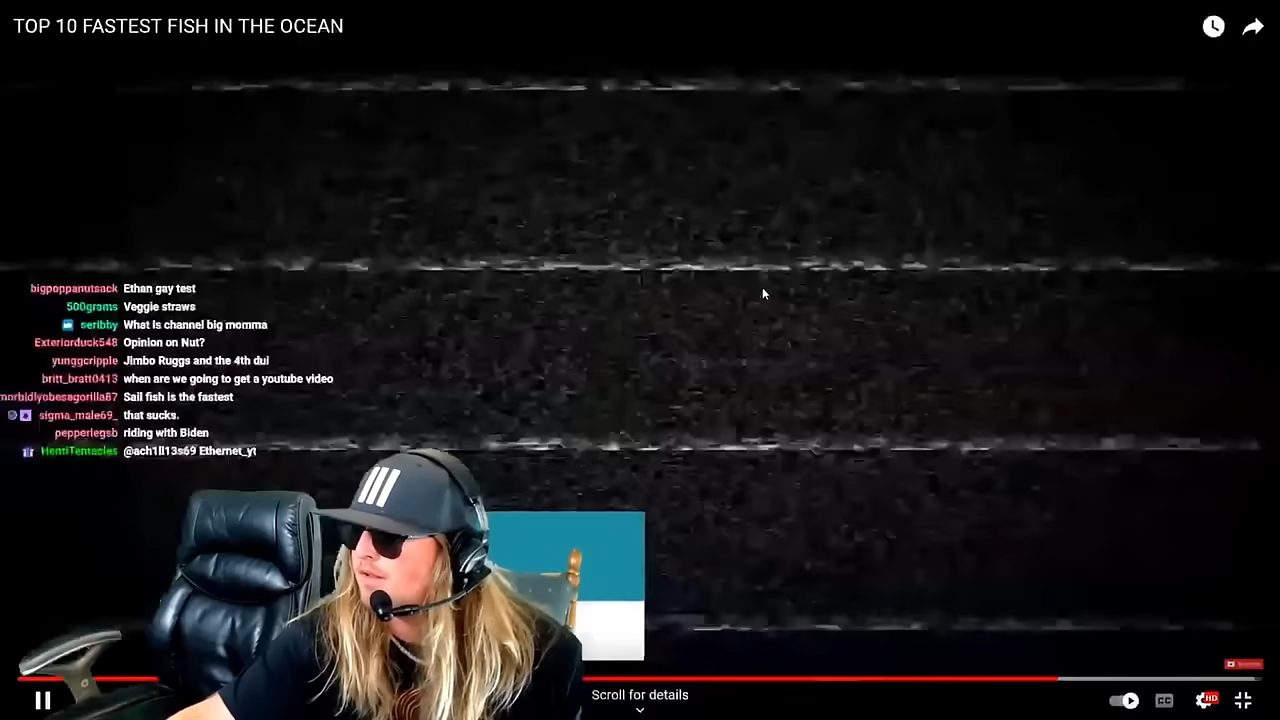 TOP 10 FASTEST FISH IN THE OCEAN
bigpoppanutsack Ethan gay test
500grams Veggie straws
seribby What is channel big momma
Exteriorduck548 Opinion on Nut?
yunggcripple Jimbo Ruggs and the 4th dui
britt_bratt0413 when are we going to get a youtube video
morbidlyobesegorilla87 Sail fish is the fastest
sigma_male69_ that sucks.
pepperlegsb riding with Biden
HenriTentacles @ach1ll13s69 Ethernet_yt
Scroll for details
CC
HD